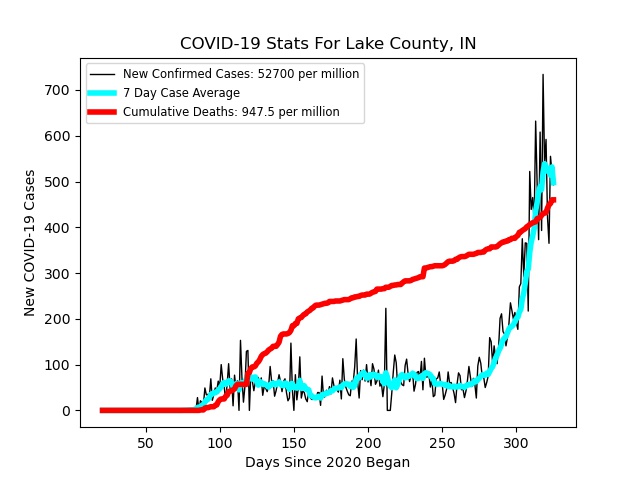 COVID-19 Stats For Lake County, IN
New Confirmed Cases: 52700 per million
7 Day Case Average
Cumulative Deaths: 947.5 per million
New COVID-19 Cases
700
600
500
400
300
200
100
0
50
100
150
200
250
300
Days Since 2020 Began